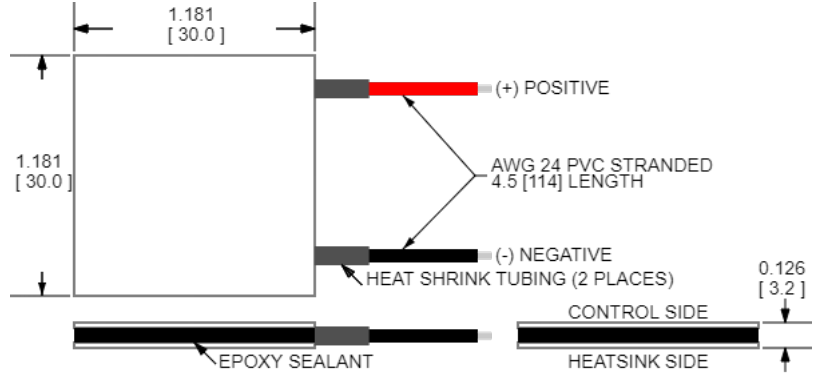 1.181
[ 30.0 ]
(+) POSITIVE
1.181
[ 30.0 ]
AWG 24 PVC STRANDED
4.5 [114] LENGTH
(-) NEGATIVE
HEAT SHRINK TUBING (2 PLACES)
0.126
[ 3.2 ]
CONTROL SIDE
EPOXY SEALANT
HEATSINK SIDE